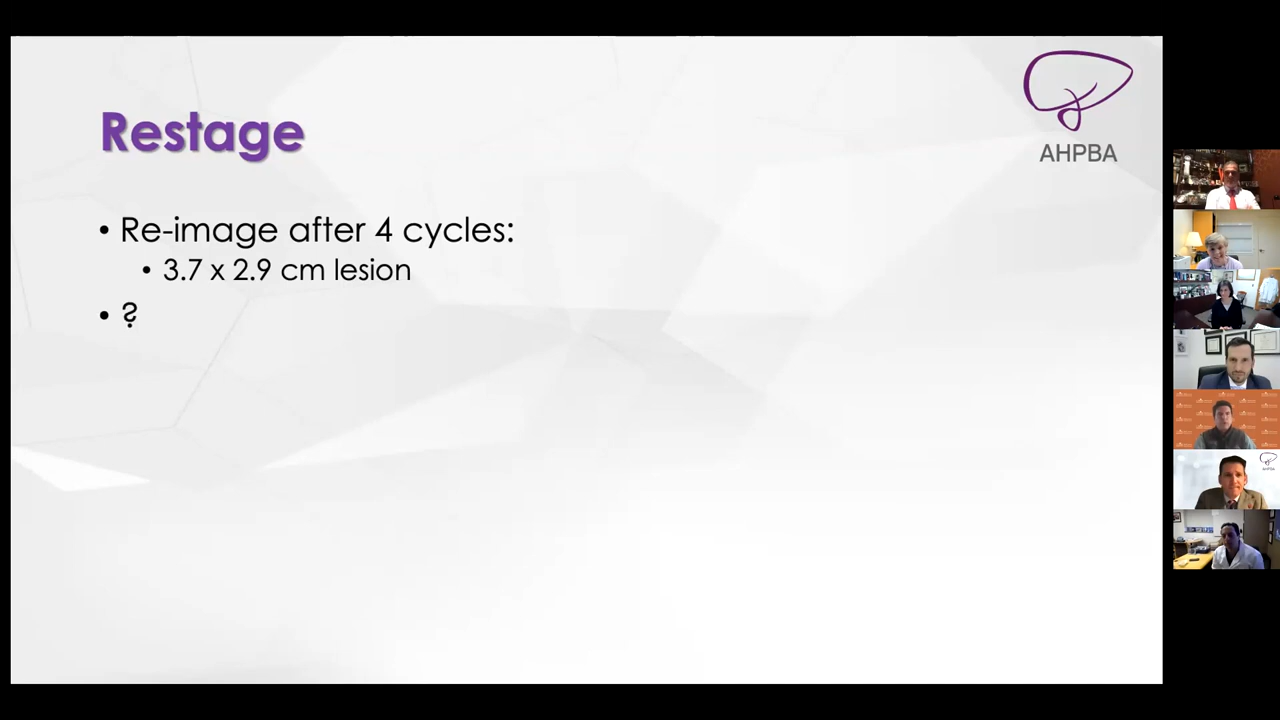 AHPBA
Restage
• Re-image after 4 cycles:
• 3.7 x 2.9 cm lesion
• ?